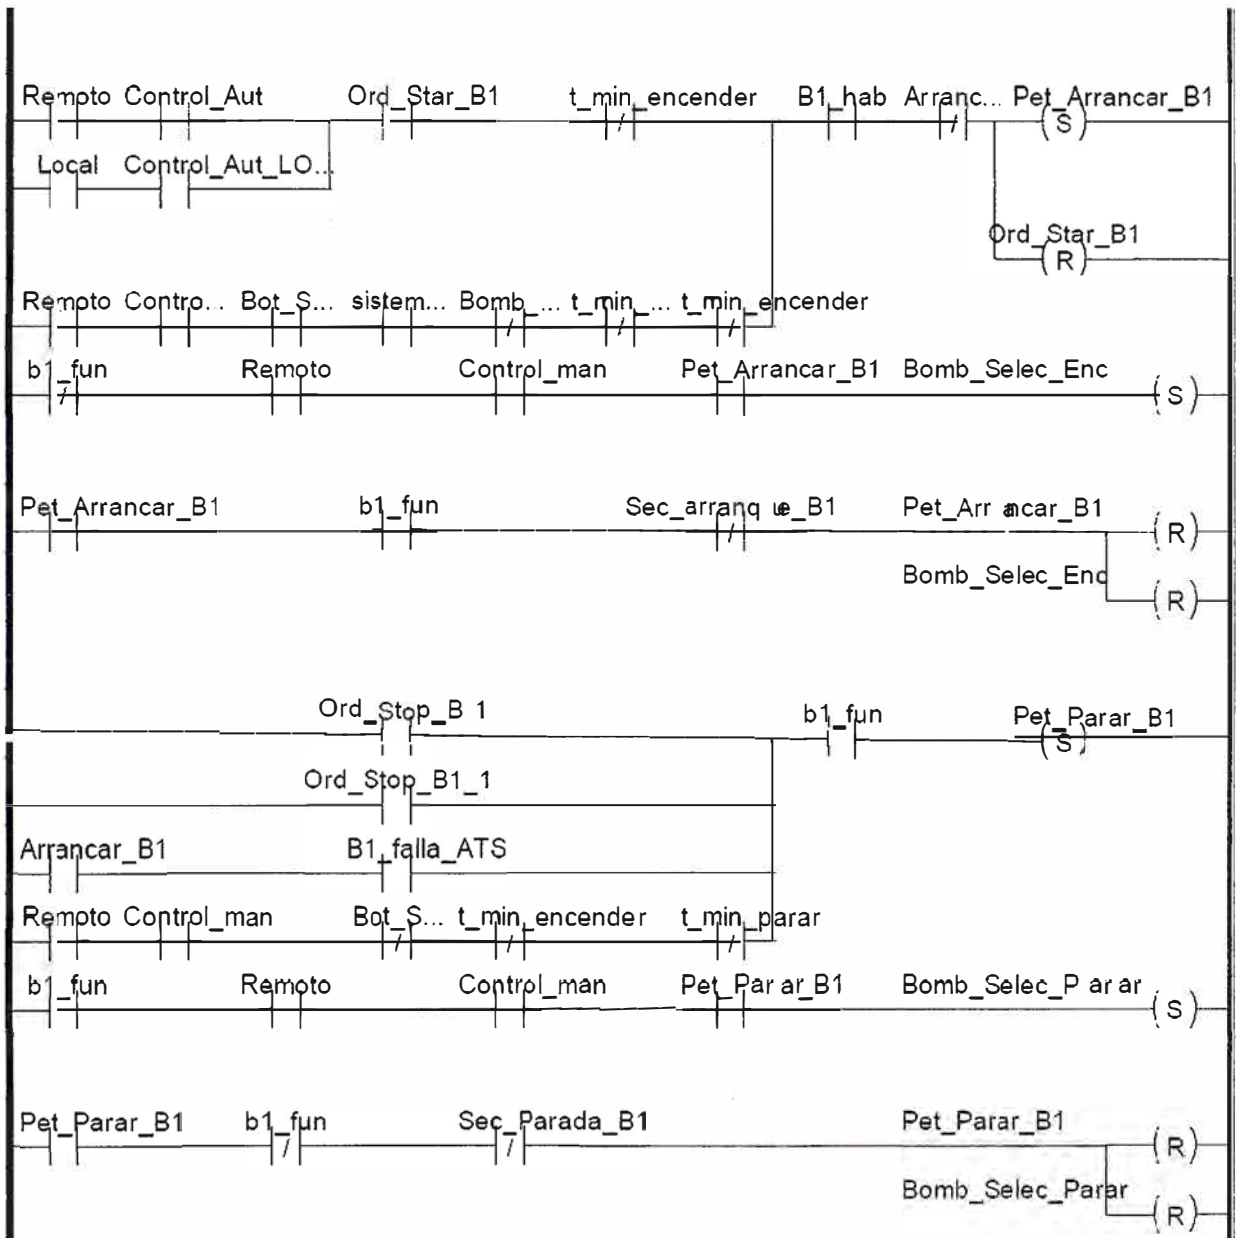 Remoto Control_Aut Ord_Star_B1 t_min_encender B1_hab Arranc... Pet_Arrancar_B1
(S)
Local Control_Aut_LO...
Ord_Star_B1
(R)
Remoto Contro... Bot_S... sistem... Bomb_... t_min_... t_min_encender
b1_fun Remoto Control_man Pet_Arrancar_B1 Bomb_Selec_Enc
(S)
Pet_Arrancar_B1 b1_fun Sec_arranque_B1 Pet_Arrancar_B1
(R)
Bomb_Selec_Enc
(R)
Ord_Stop_B 1 b1_fun Pet_Parar_B1
(S)
Ord_Stop_B1_1
Arrancar_B1 B1_falla_ATS
Remoto Control_man Bot_S... t_min_encender t_min_parar
b1_fun Remoto Control_man Pet_Parar_B1 Bomb_Selec_Parar
(S)
Pet_Parar_B1 b1_fun Sec_Parada_B1 Pet_Parar_B1
(R)
Bomb_Selec_Parar
(R)